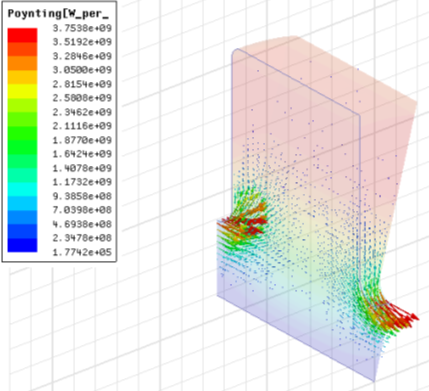 Poynting[W_per_
3.7538e+09
3.5192e+09
3.2846e+09
3.0500e+09
2.8154e+09
2.5808e+09
2.3462e+09
2.1116e+09
1.8770e+09
1.6424e+09
1.4078e+09
1.1732e+09
9.3858e+08
7.0398e+08
4.6938e+08
2.3478e+08
1.7742e+05